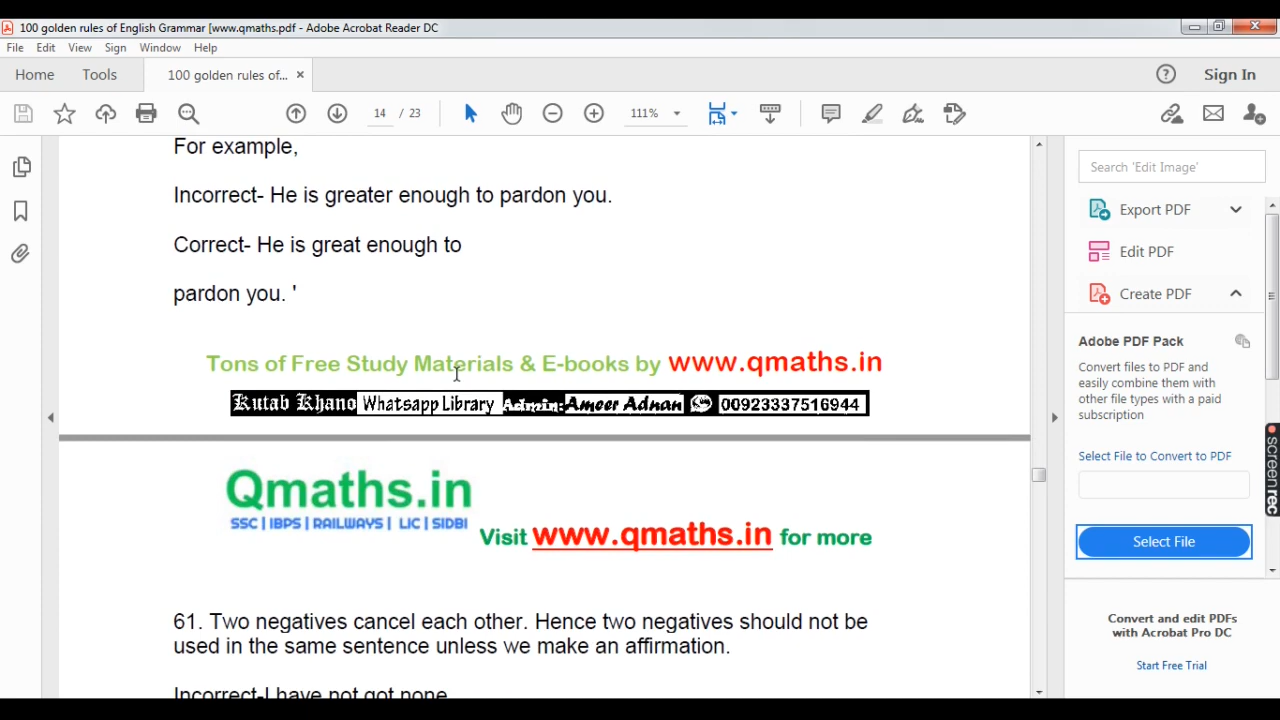 100 golden rules of English Grammar [www.qmaths.pdf - Adobe Acrobat Reader DC
File Edit View Sign Window Help
Home Tools 100 golden rules of... × Sign In
14 / 23 111%
For example,
Incorrect- He is greater enough to pardon you.
Correct- He is great enough to
pardon you. '
Tons of Free Study Materials & E-books by www.qmaths.in
Kutab Khano Whatsapp Library Admin: Ameer Adnan 00923337516944
Qmaths.in
SSC | IBPS | RAILWAYS | LIC | SIDBI
Visit www.qmaths.in for more
61. Two negatives cancel each other. Hence two negatives should not be
used in the same sentence unless we make an affirmation.
Incorrect-I have not got none
Search 'Edit Image'
Export PDF
Edit PDF
Create PDF
Adobe PDF Pack
Convert files to PDF and
easily combine them with
other file types with a paid
subscription
Select File to Convert to PDF
Select File
Convert and edit PDFs
with Acrobat Pro DC
Start Free Trial
screenrec